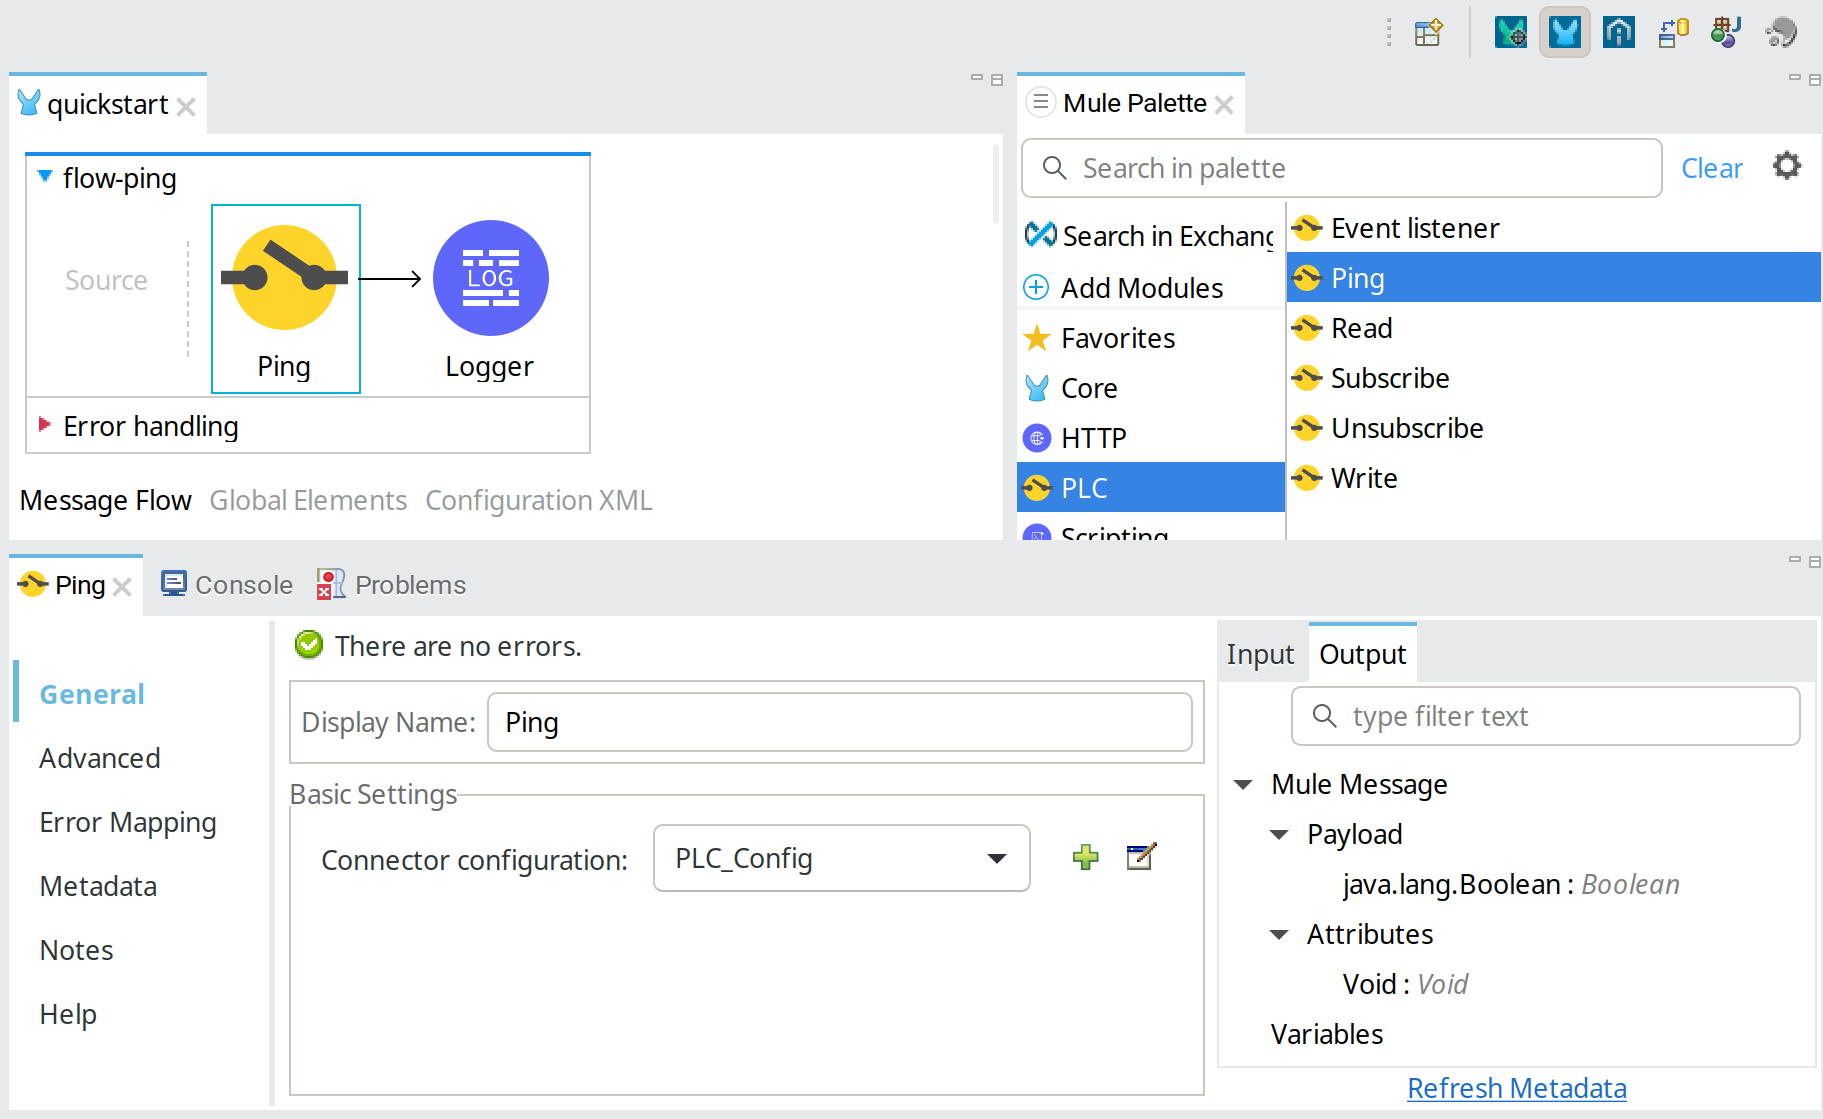 quickstart
flow-ping
Source
LOG
Ping
Logger
Error handling
Message Flow
Global Elements
Configuration XML
Mule Palette
Search in palette
Clear
Search in Exchang
Add Modules
Favorites
Core
HTTP
PLC
Scripting
Event listener
Ping
Read
Subscribe
Unsubscribe
Write
Ping
Console
Problems
General
Advanced
Error Mapping
Metadata
Notes
Help
There are no errors.
Display Name:
Ping
Basic Settings
Connector configuration:
PLC_Config
Input
Output
type filter text
Mule Message
Payload
java.lang.Boolean : Boolean
Attributes
Void : Void
Variables
Refresh Metadata